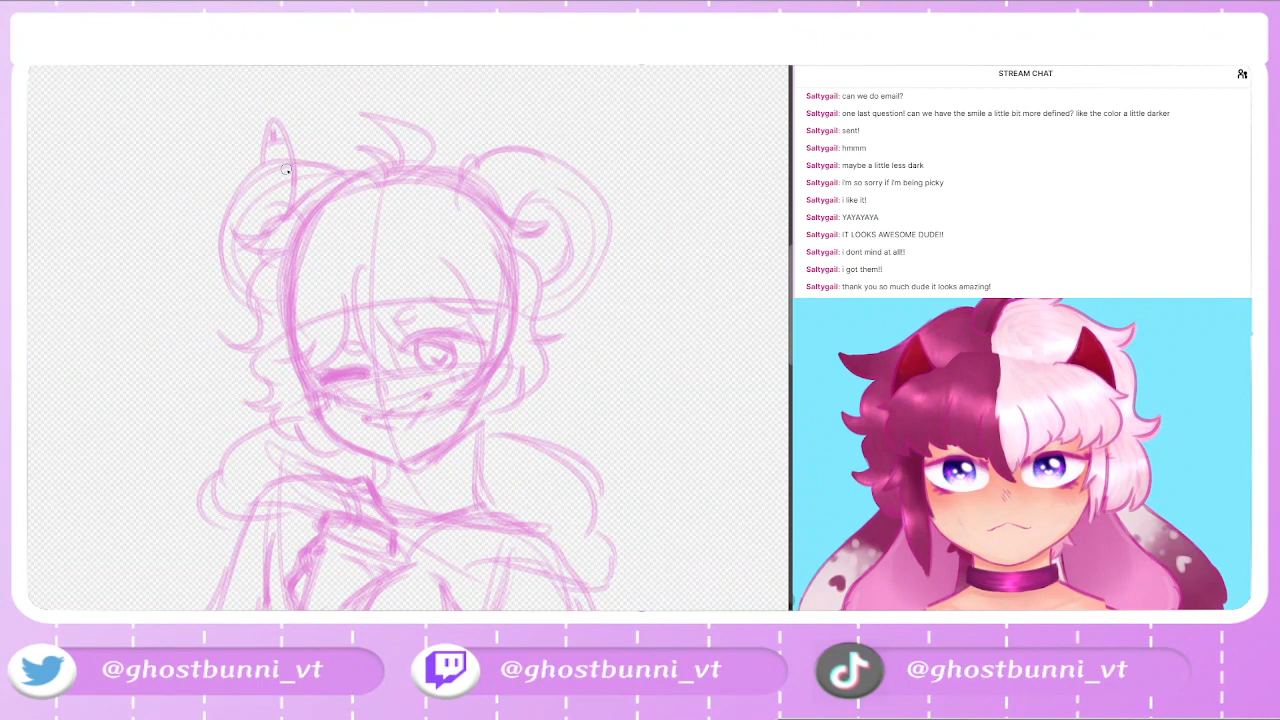 STREAM CHAT
Saltygail: can we do email?
Saltygail: one last question! can we have the smile a little bit more defined? like the color a little darker
Saltygail: sent!
Saltygail: hmmm
Saltygail: maybe a little less dark
Saltygail: i'm so sorry if i'm being picky
Saltygail: i like it!
Saltygail: YAYAYAYA
Saltygail: IT LOOKS AWESOME DUDE!!
Saltygail: i dont mind at all!!
Saltygail: i got them!!
Saltygail: thank you so much dude it looks amazing!
@ghostbunni_vt
@ghostbunni_vt
@ghostbunni_vt